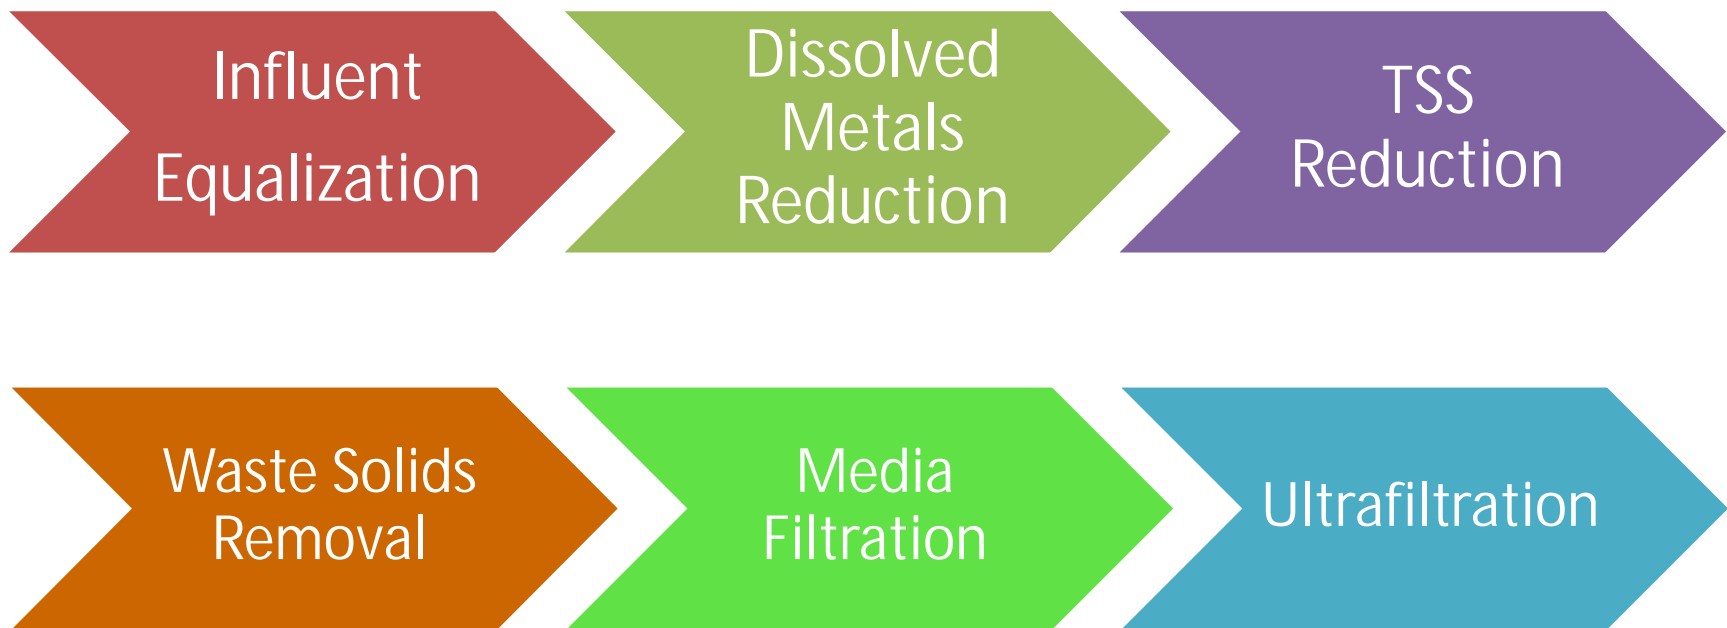 Influent
Equalization
Dissolved
Metals
Reduction
TSS
Reduction
Waste Solids
Removal
Media
Filtration
Ultrafiltration